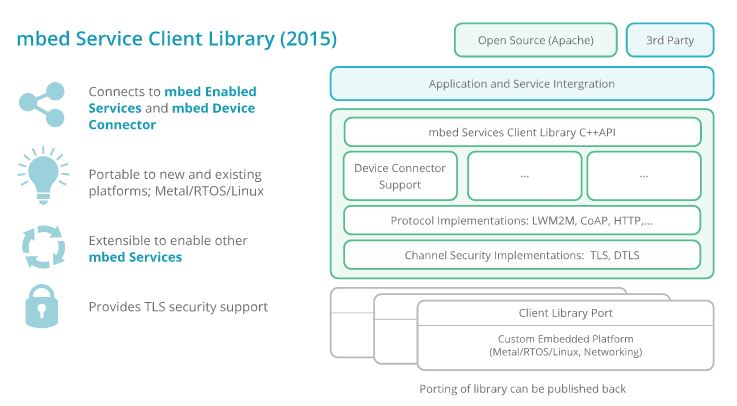 mbed Service Client Library (2015)
Open Source (Apache)
3rd Party
Connects to mbed Enabled
Services and mbed Device
Connector
Portable to new and existing
platforms; Metal/RTOS/Linux
Extensible to enable other
mbed Services
Provides TLS security support
Application and Service Intergration
mbed Services Client Library C++API
Device Connector
Support
...
...
Protocol Implementations: LWM2M, CoAP, HTTP,...
Channel Security Implementations: TLS, DTLS
Client Library Port
Custom Embedded Platform
(Metal/RTOS/Linux, Networking)
Porting of library can be published back